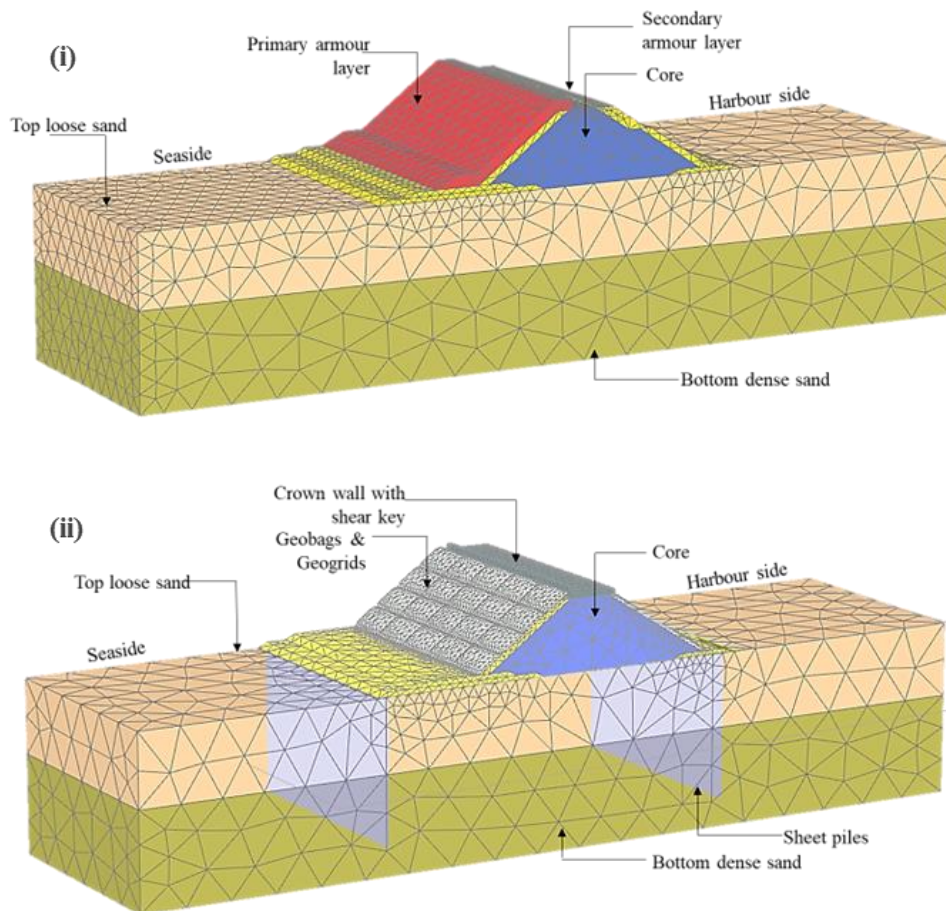 (i)
Primary armour
layer
Secondary
armour layer
Core
Top loose sand
Seaside
Harbour side
Bottom dense sand
(ii)
Crown wall with
shear key
Geobags &
Geogrids
Core
Top loose sand
Harbour side
Seaside
Sheet piles
Bottom dense sand